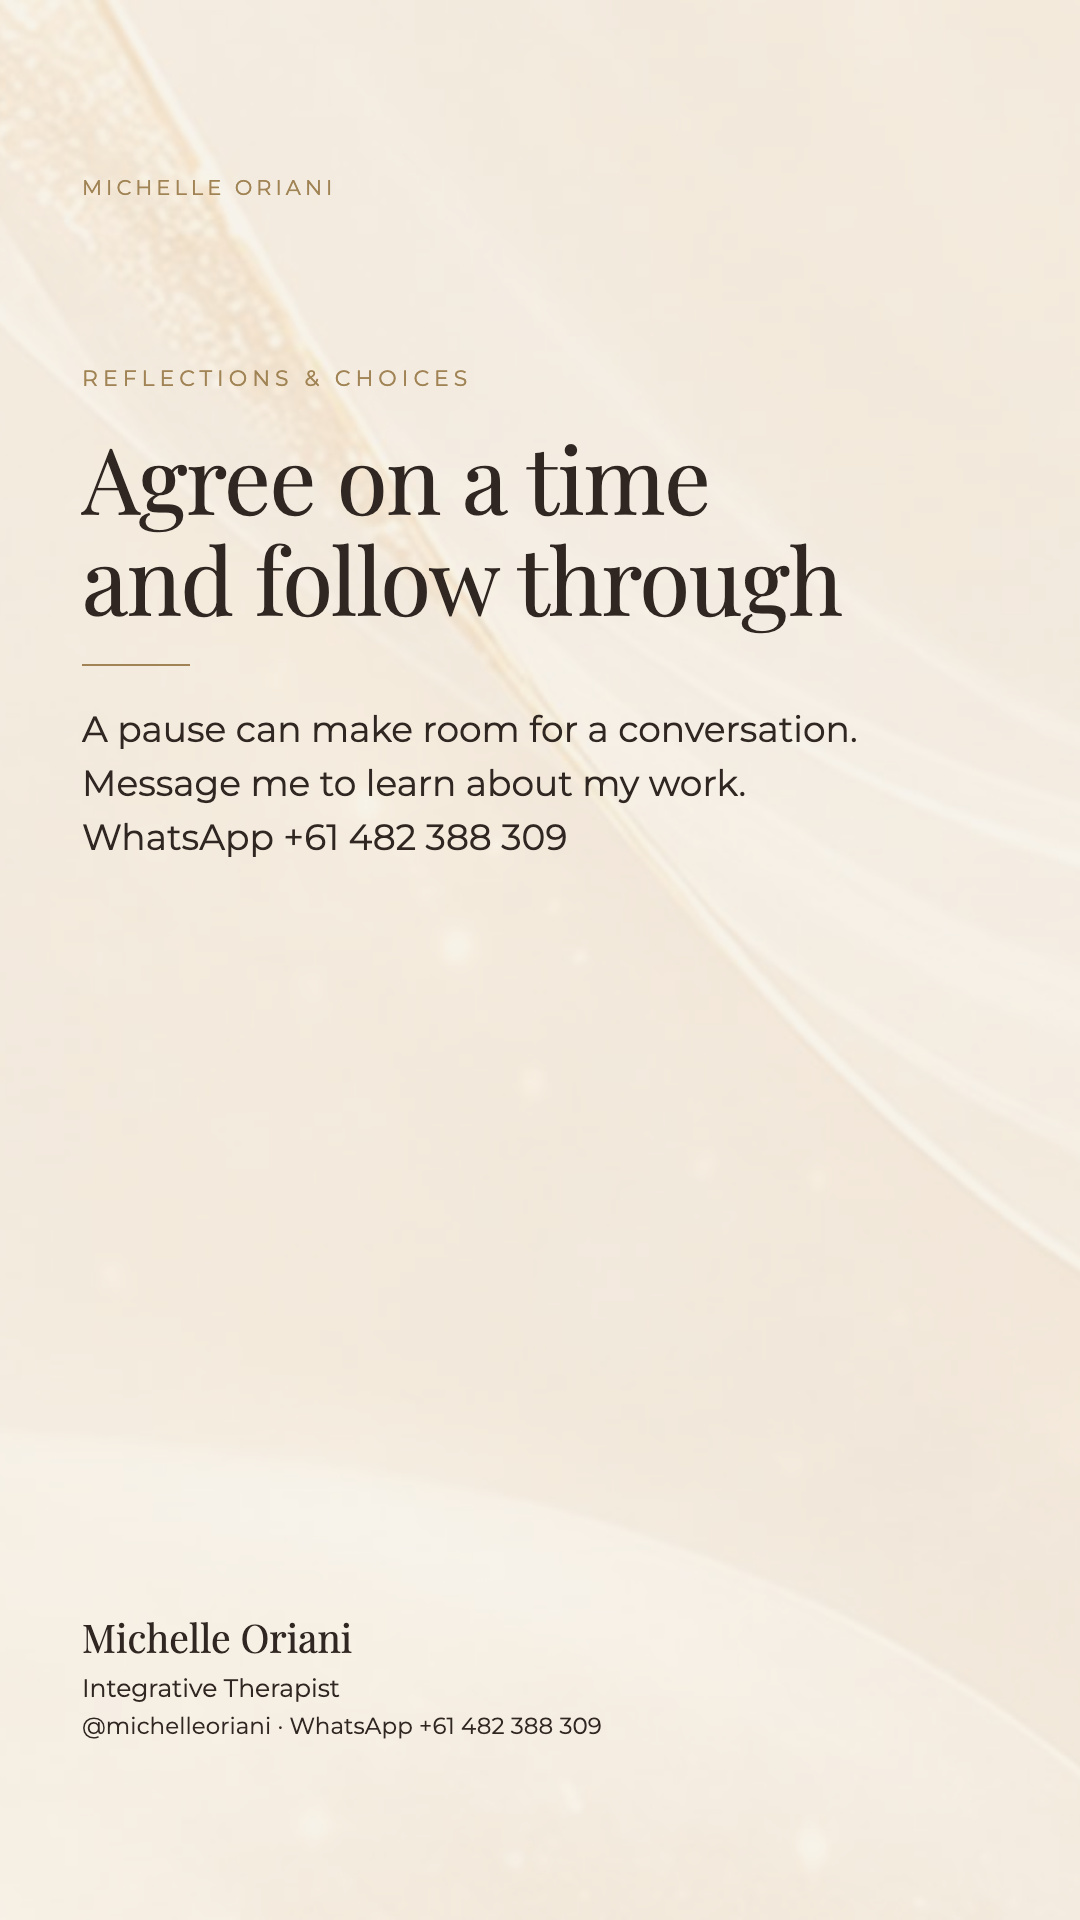 MICHELLE ORIANI
REFLECTIONS & CHOICES
Agree on a time
and follow through
A pause can make room for a conversation.
Message me to learn about my work.
WhatsApp +61 482 388 309
Michelle Oriani
Integrative Therapist
@michelleoriani · WhatsApp +61 482 388 309